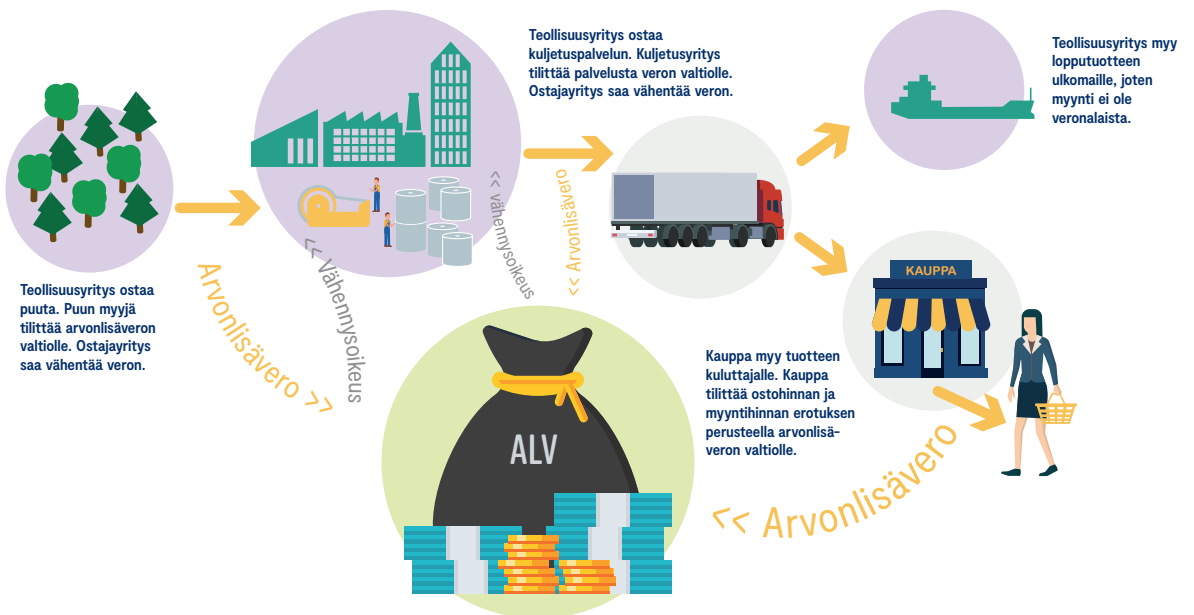 Teollisuusyritys ostaa
puuta. Puun myyjä
tilittää arvonlisäveron
valtiolle. Ostajayritys
saa vähentää veron.
Arvonlisävero >>
<< Vähennysoikeus
Teollisuusyritys ostaa
kuljetuspalvelun. Kuljetusyritys
tilittää palvelusta veron valtiolle.
Ostajayritys saa vähentää veron.
<< vähennysoikeus
<< Arvonlisävero
Teollisuusyritys myy
lopputuotteen
ulkomaille, joten
myynti ei ole
veronalaista.
KAUPPA
Kauppa myy tuotteen
kuluttajalle. Kauppa
tilittää ostohinnan ja
myyntihinnan erotuksen
perusteella arvonlisä-
veron valtiolle.
<< Arvonlisävero
ALV